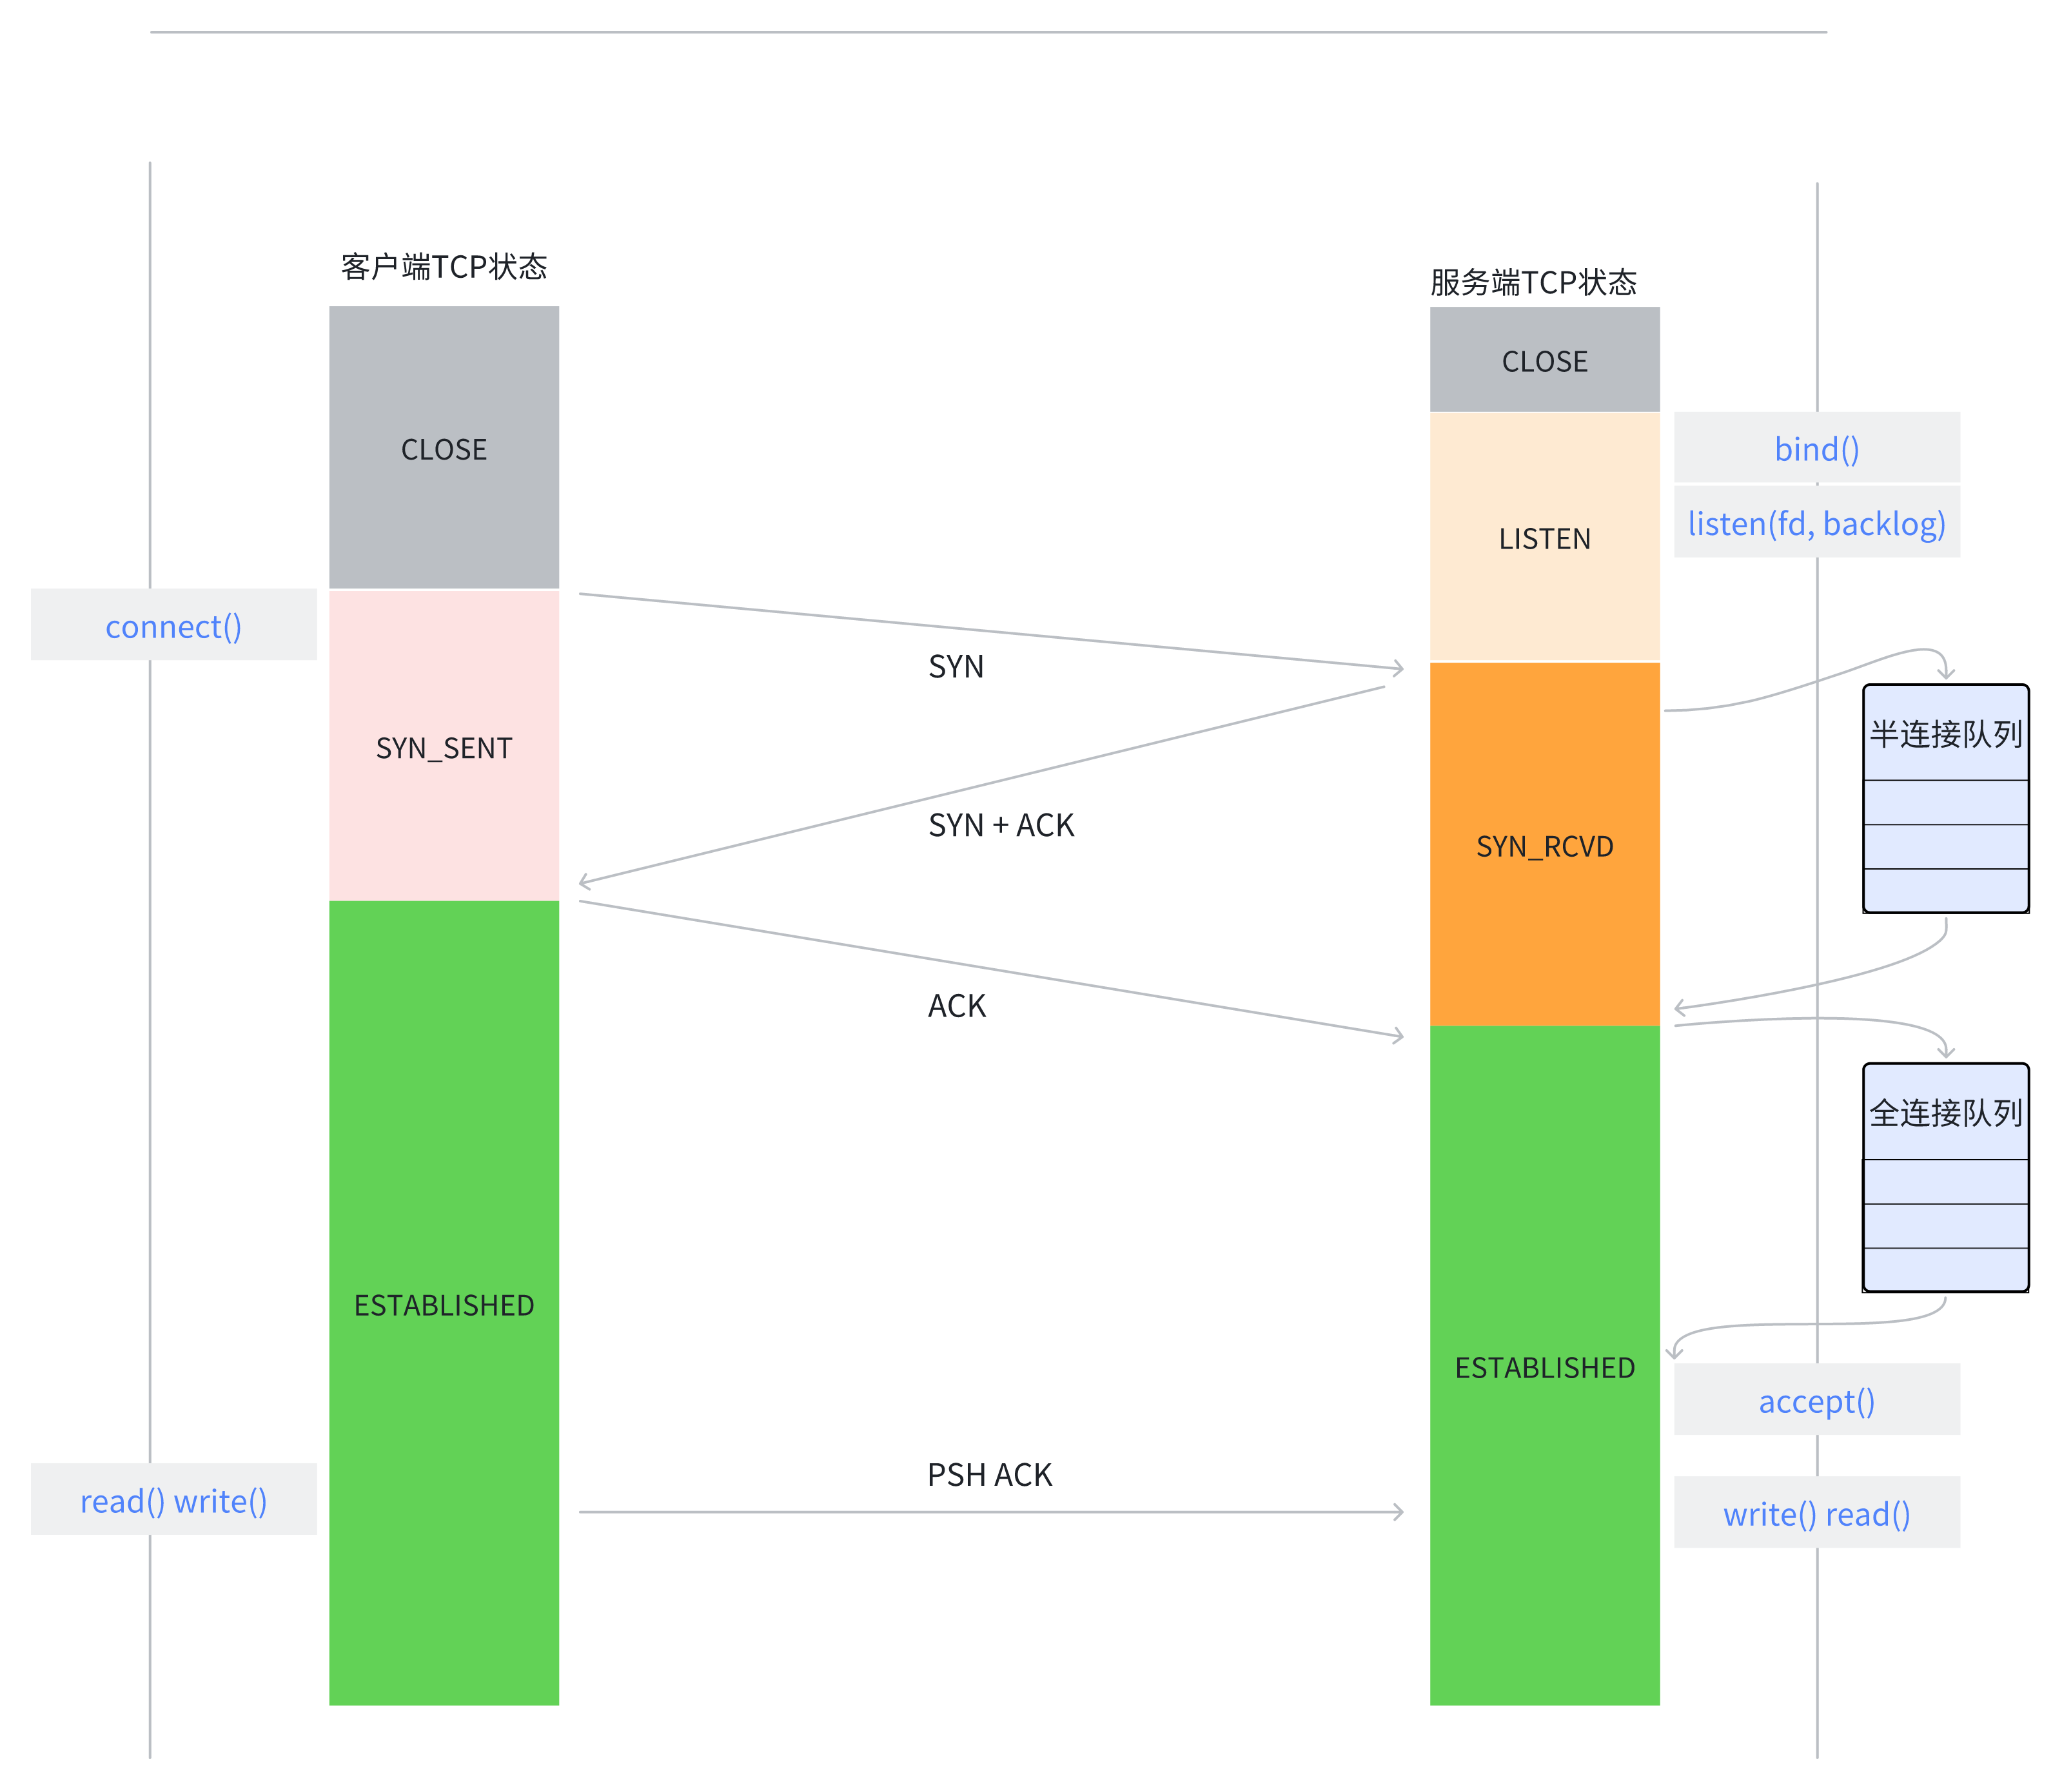 客户端TCP状态
服务端TCP状态
CLOSE
CLOSE
bind()
listen(fd, backlog)
LISTEN
connect()
SYN
SYN_SENT
半连接队列
SYN + ACK
SYN_RCVD
ACK
全连接队列
ESTABLISHED
ESTABLISHED
accept()
PSH ACK
read() write()
write() read()